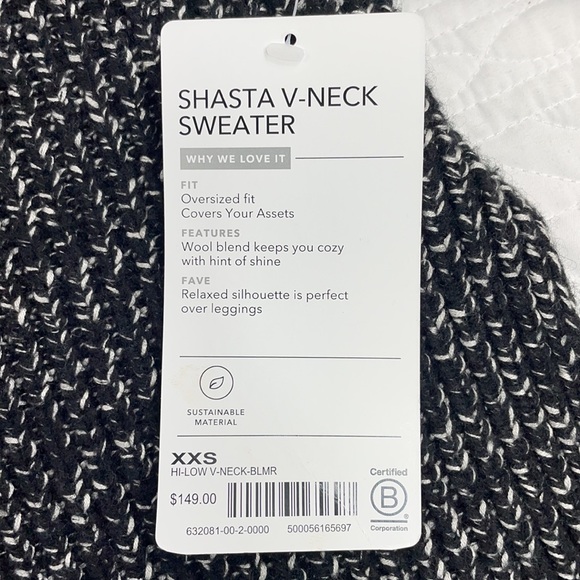 SHASTA V-NECK
SWEATER
WHY WE LOVE IT
FIT
Oversized fit
Covers Your Assets
FEATURES
Wool blend keeps you cozy
with hint of shine
FAVE
Relaxed silhouette is perfect
over leggings
SUSTAINABLE
MATERIAL
XXS
HI-LOW V-NECK-BLMR
$149.00
632081-00-2-0000 500056165697
Certified
B
®
Corporation